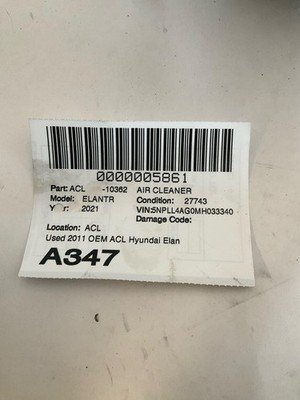 0000005861
Part: ACL -10362 AIR CLEANER
Model: ELANTR Condition: 27743
Year: 2021 VIN:5NPLL4AG0MH033340
Damage Code:
Location: ACL
Used 2011 OEM ACL Hyundai Elan
A347